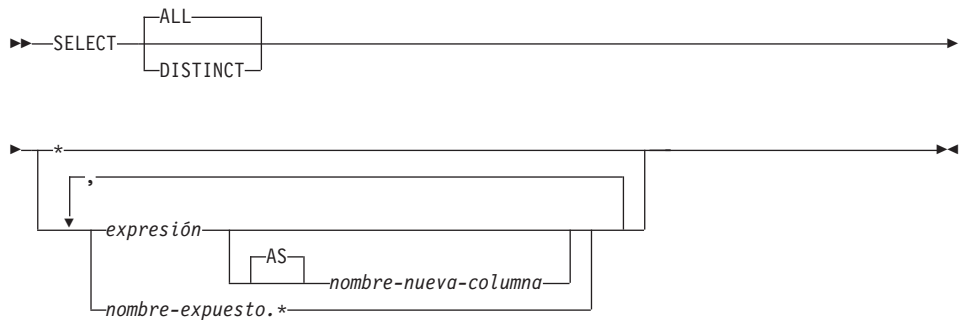 ALL
SELECT
DISTINCT
*
,
expresión
AS
nombre-nueva-columna
nombre-expuesto.*